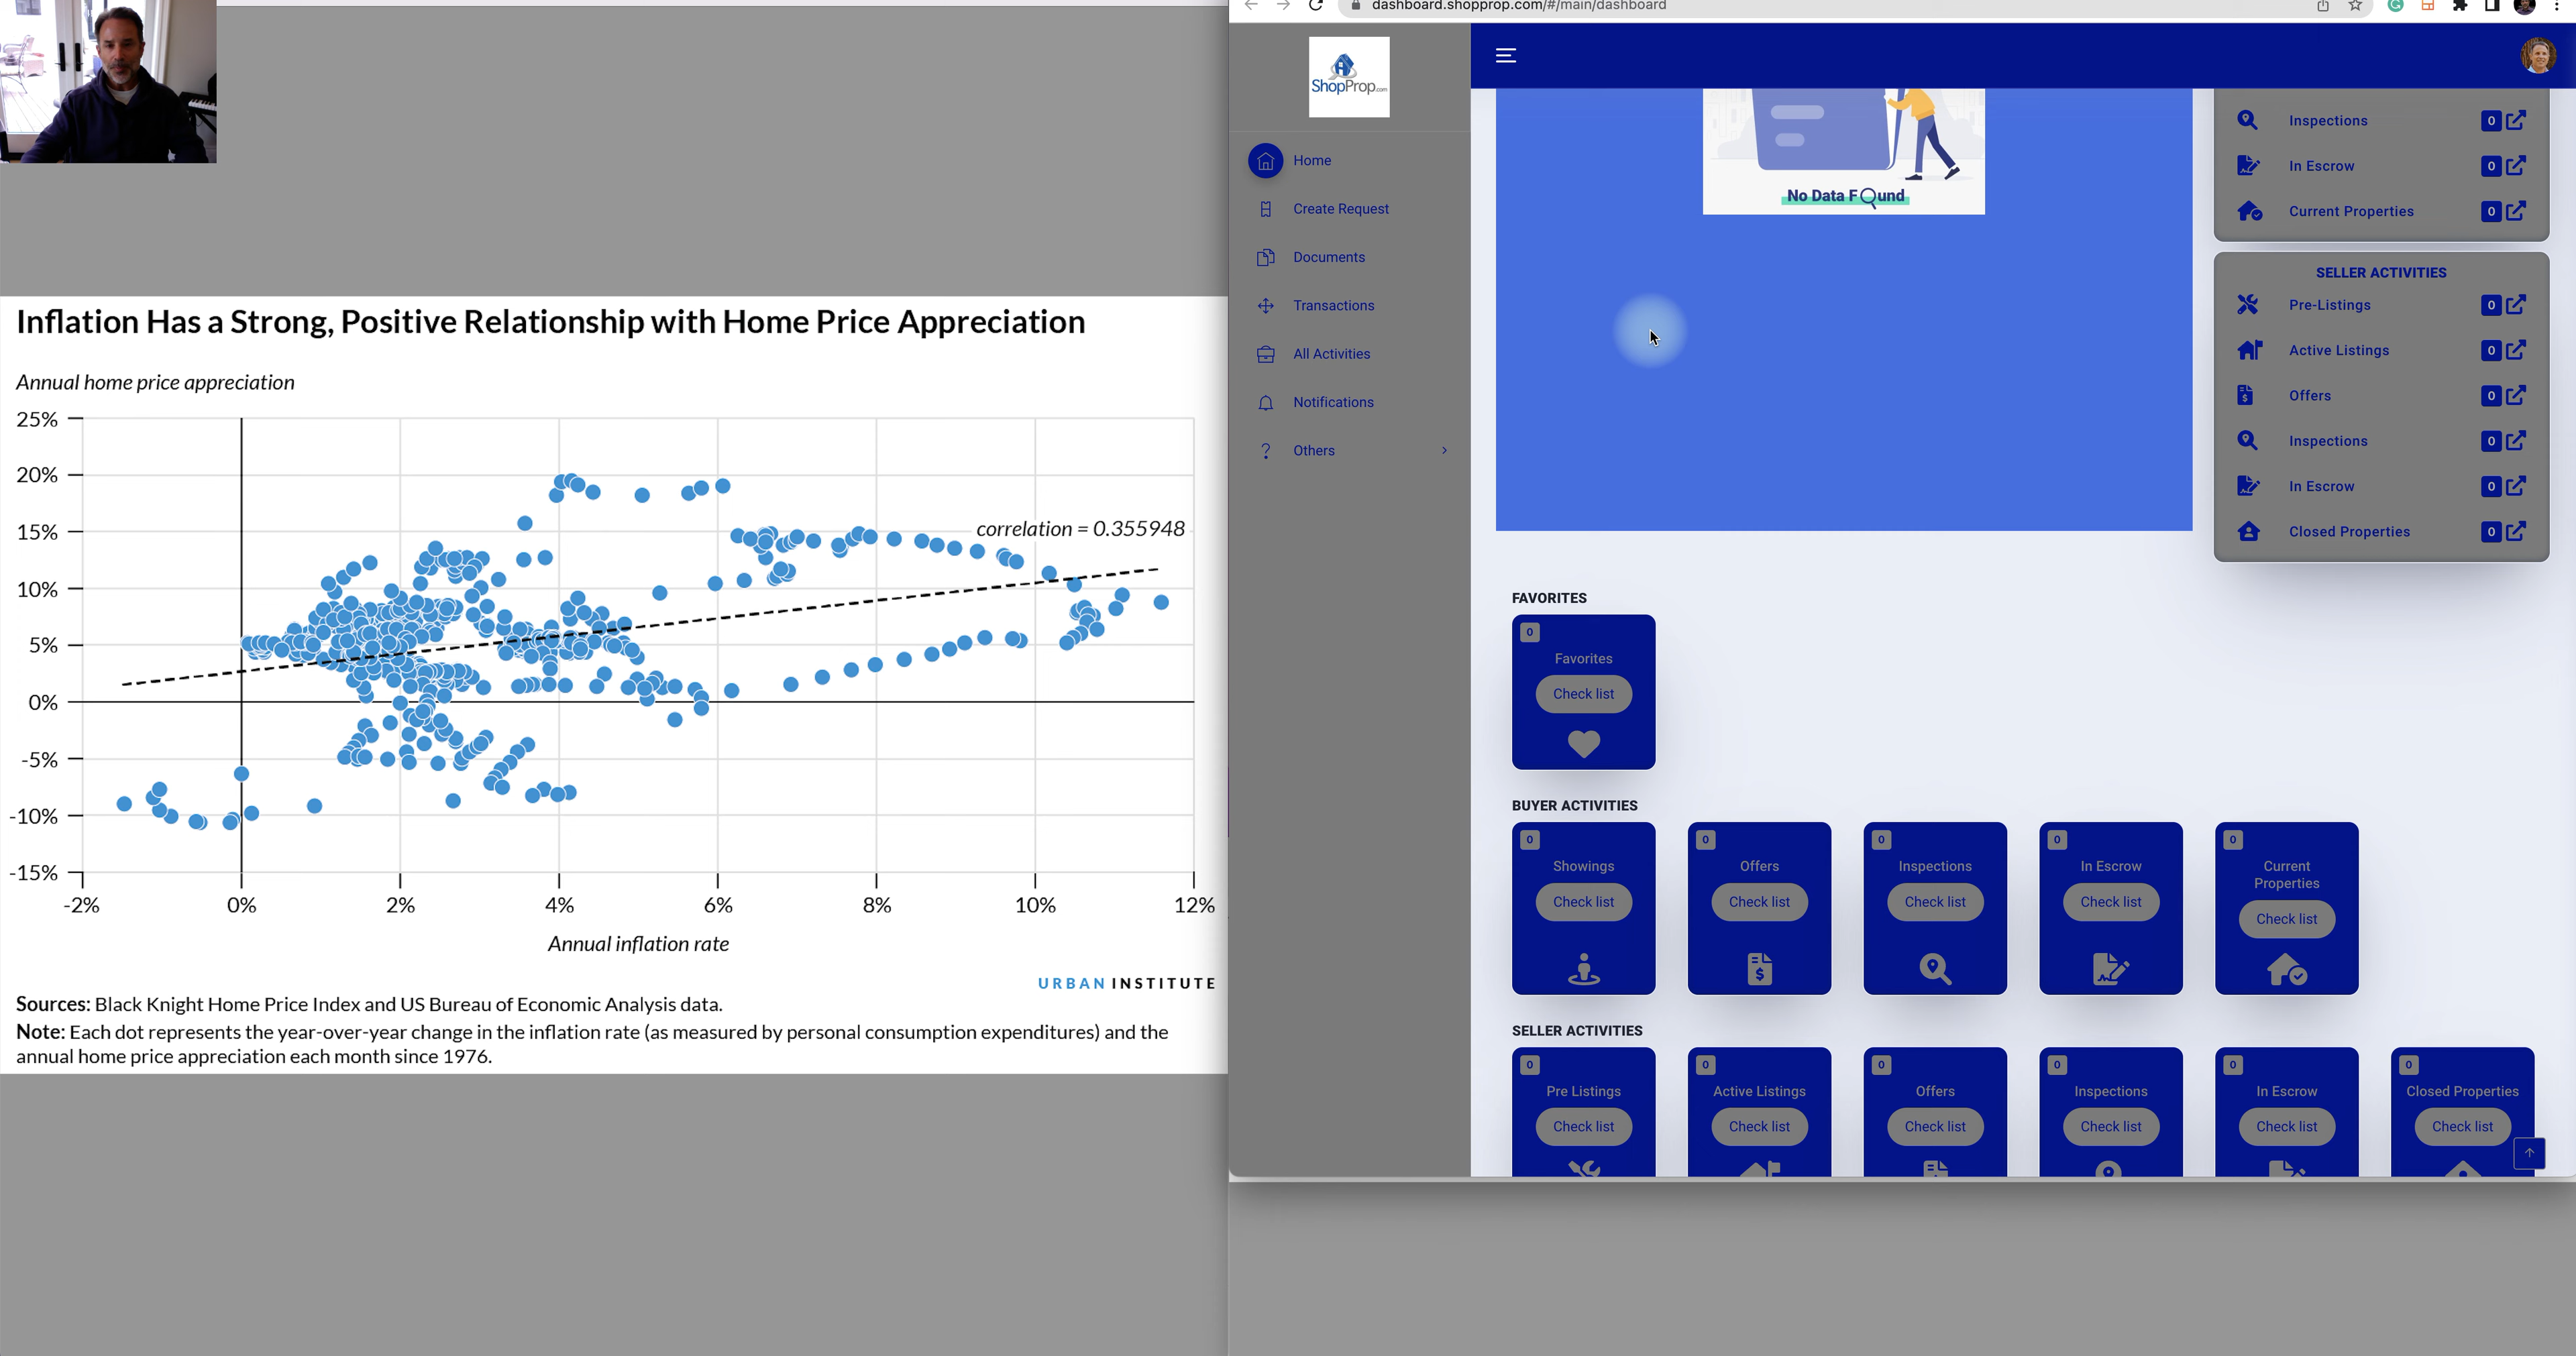 dashboard.shopprop.com/#/main/dashboard
Inflation Has a Strong, Positive Relationship with Home Price Appreciation
Annual home price appreciation
25%
20%
15%
10%
5%
0%
-5%
-10%
-15%
correlation = 0.355948
-2%
0%
2%
4%
6%
8%
10%
12%
Annual inflation rate
URBAN INSTITUTE
Sources: Black Knight Home Price Index and US Bureau of Economic Analysis data.
Note: Each dot represents the year-over-year change in the inflation rate (as measured by personal consumption expenditures) and the
annual home price appreciation each month since 1976.
ShopProp.com
Home
Create Request
Documents
Transactions
All Activities
Notifications
? Others
No Data Found
Inspections 0
In Escrow 0
Current Properties 0
SELLER ACTIVITIES
Pre-Listings 0
Active Listings 0
Offers 0
Inspections 0
In Escrow 0
Closed Properties 0
FAVORITES
0
Favorites
Check list
BUYER ACTIVITIES
0
Showings
Check list
0
Offers
Check list
$
0
Inspections
Check list
0
In Escrow
Check list
0
Current
Properties
Check list
SELLER ACTIVITIES
0
Pre Listings
Check list
0
Active Listings
Check list
0
Offers
Check list
0
Inspections
Check list
0
In Escrow
Check list
0
Closed Properties
Check list